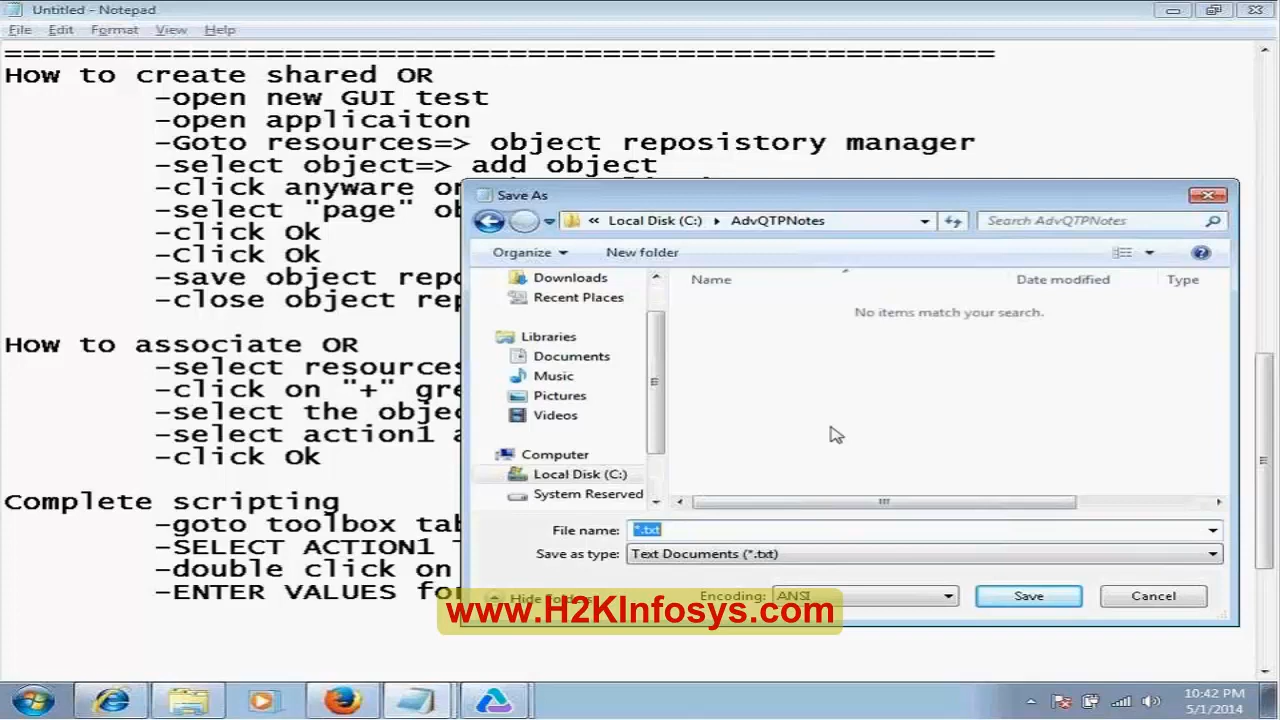 Untitled - Notepad
File Edit Format View Help
=====================================================
How to create shared OR
-open new GUI test
-open applicaiton
-Goto resources=> object reposistory manager
-select object=> add object
-click anyware on
-select "page" ob
-click Ok
-click Ok
-save object repo
-close object rep
How to associate OR
-select resources
-click on "+" gre
-select the objec
-select action1 a
-click Ok
Complete scripting
-goto toolbox tab
-SELECT ACTION1 T
-double click on
-ENTER VALUES for
Save As
« Local Disk (C:) AdvQTPNotes
Search AdvQTPNotes
Organize New folder
Downloads
Recent Places
Libraries
Documents
Music
Pictures
Videos
Computer
Local Disk (C:)
System Reserved
Name Date modified Type
No items match your search.
File name: *.txt
Save as type: Text Documents (*.txt)
Hide Folders Encoding: ANSI Save Cancel
www.H2KInfosys.com
10:42 PM
5/1/2014